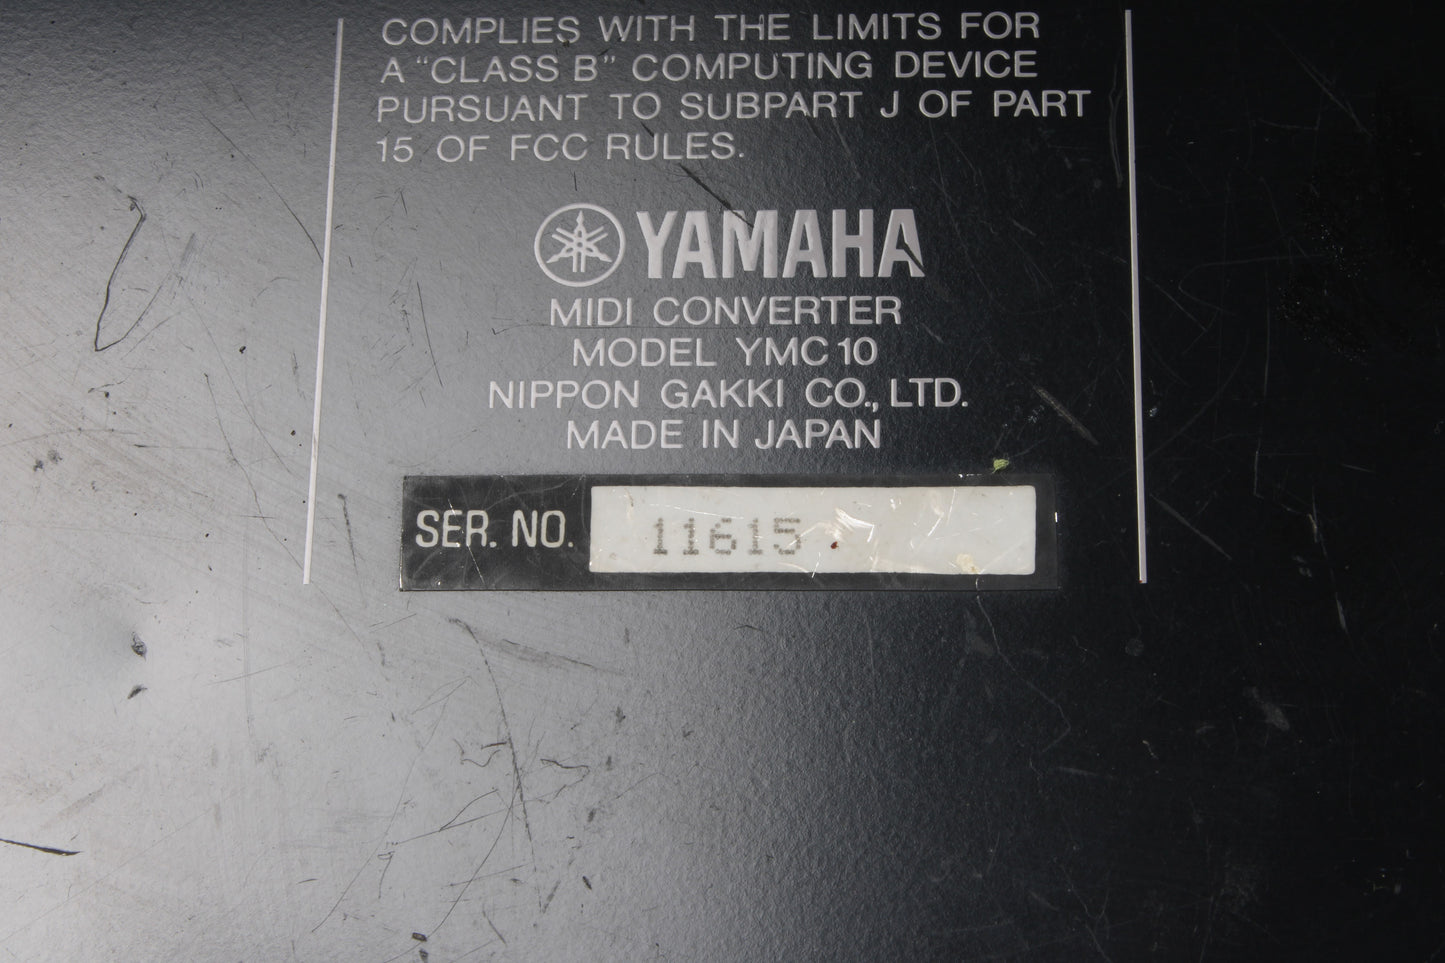 COMPLIES WITH THE LIMITS FOR
A "CLASS B" COMPUTING DEVICE
PURSUANT TO SUBPART J OF PART
15 OF FCC RULES.
YAMAHA
MIDI CONVERTER
MODEL YMC10
NIPPON GAKKI CO., LTD.
MADE IN JAPAN
SER. NO. 11615